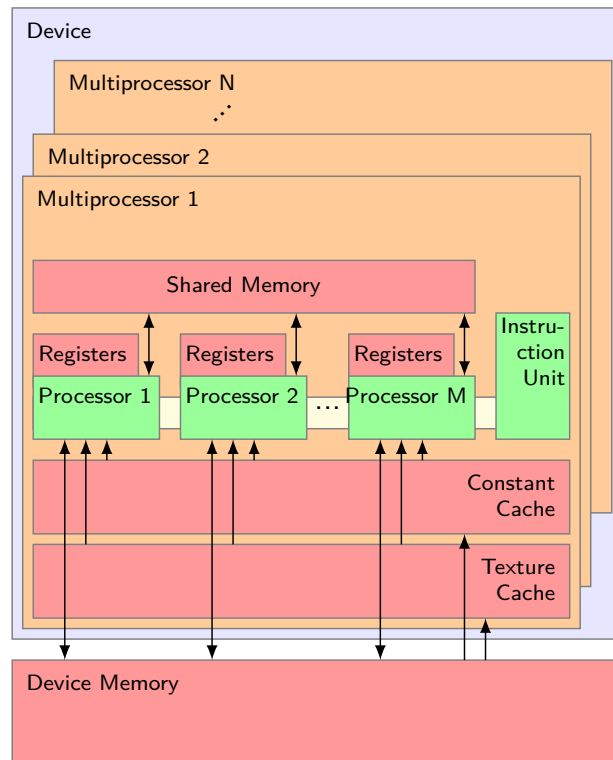 Device
Multiprocessor N
...
Multiprocessor 2
Multiprocessor 1
Shared Memory
Registers
Registers
Registers
Instru-
ction
Unit
Processor 1
Processor 2
...
Processor M
Constant
Cache
Texture
Cache
Device Memory